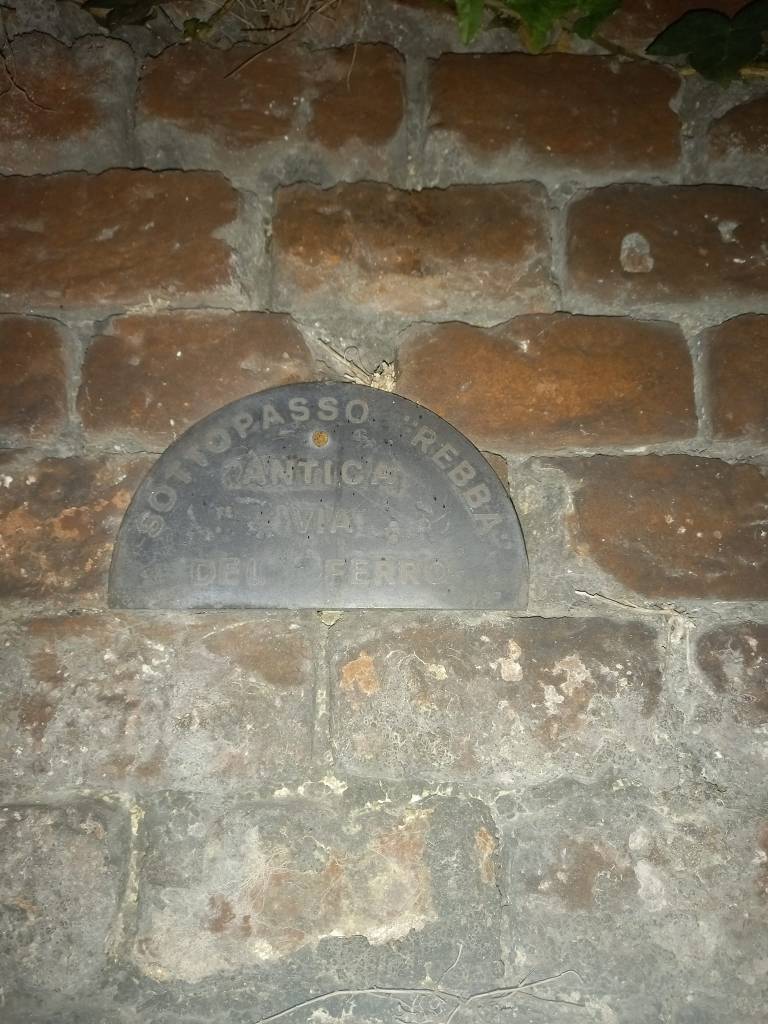 SOTTOPASSO "REBBA"
ANTICA
VIA
DEL FERRO